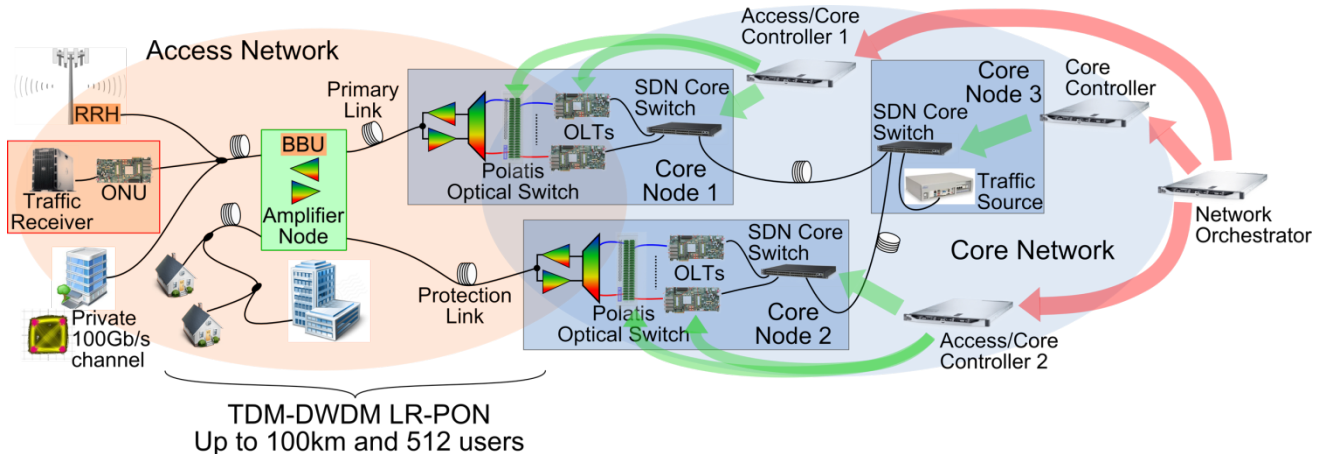 Access Network
RRH
Traffic
Receiver
ONU
Private
100Gb/s
channel
BBU
Amplifier
Node
Primary
Link
Protection
Link
Polatis
Optical Switch
OLTs
SDN Core
Switch
Core
Node 1
Access/Core
Controller 1
Polatis
Optical Switch
OLTs
SDN Core
Switch
Core
Node 2
Access/Core
Controller 2
Core
Node 3
SDN Core
Switch
Traffic
Source
Core
Controller
Network
Orchestrator
Core Network
TDM-DWDM LR-PON
Up to 100km and 512 users